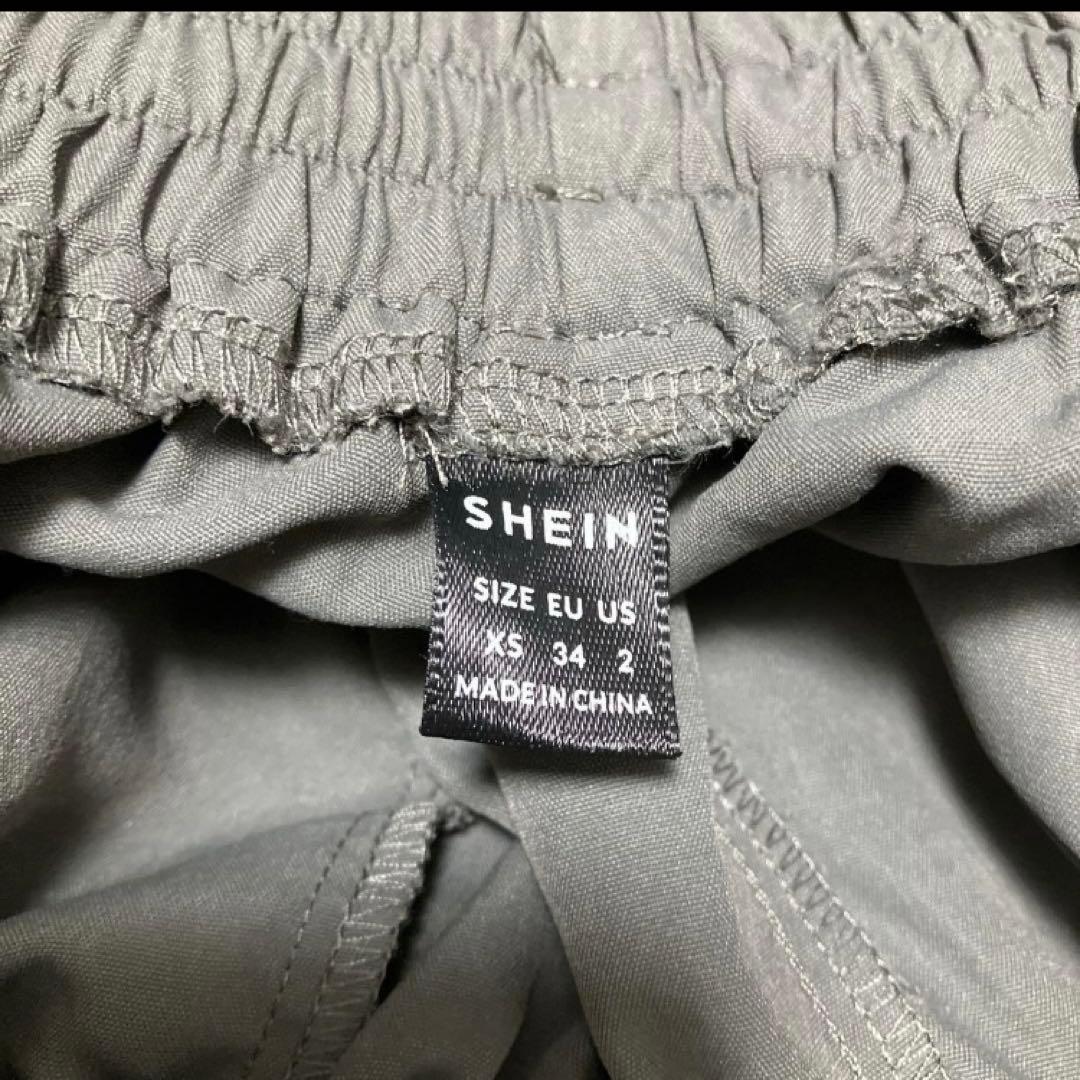 SHEIN
SIZE EU US
XS 34 2
MADE IN CHINA